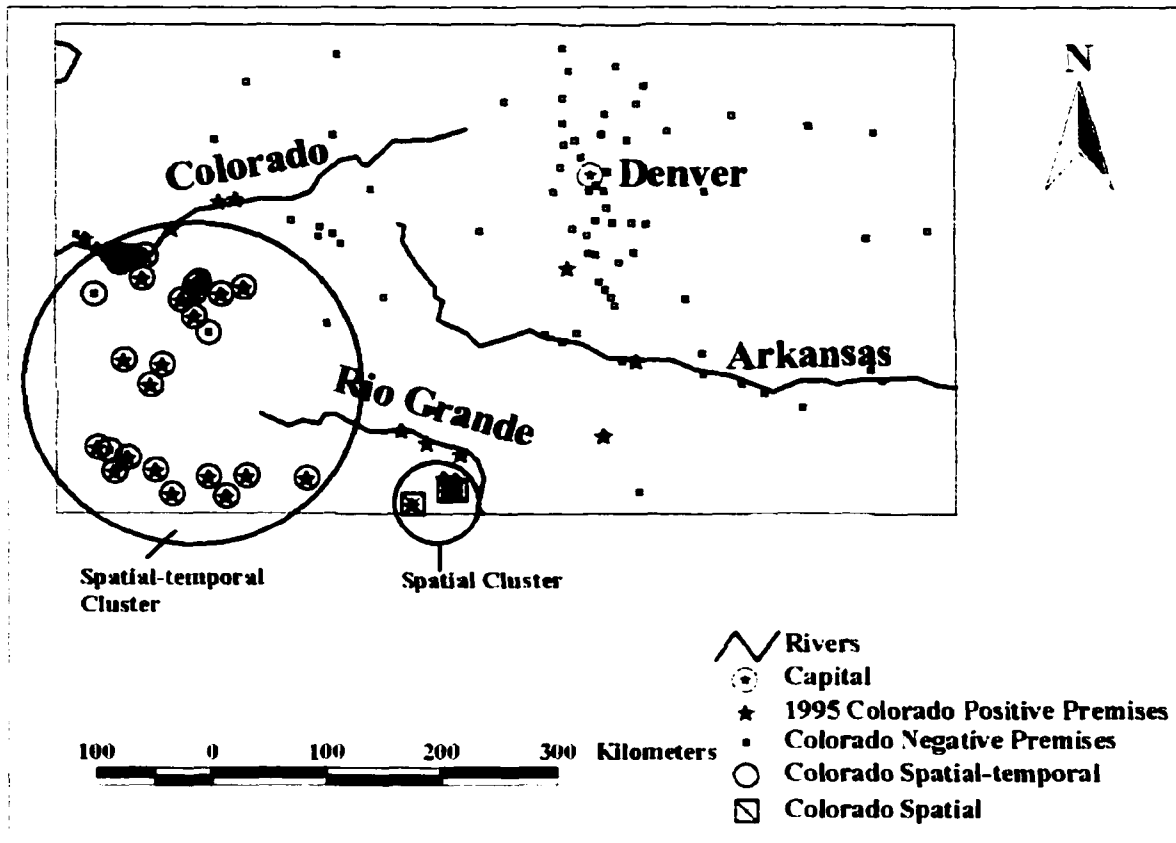 N
Colorado
Denver
Arkansas
Rio Grande
Spatial-temporal
Cluster
Spatial Cluster
Rivers
Capital
1995 Colorado Positive Premises
Colorado Negative Premises
Colorado Spatial-temporal
Colorado Spatial
100 0 100 200 300 Kilometers